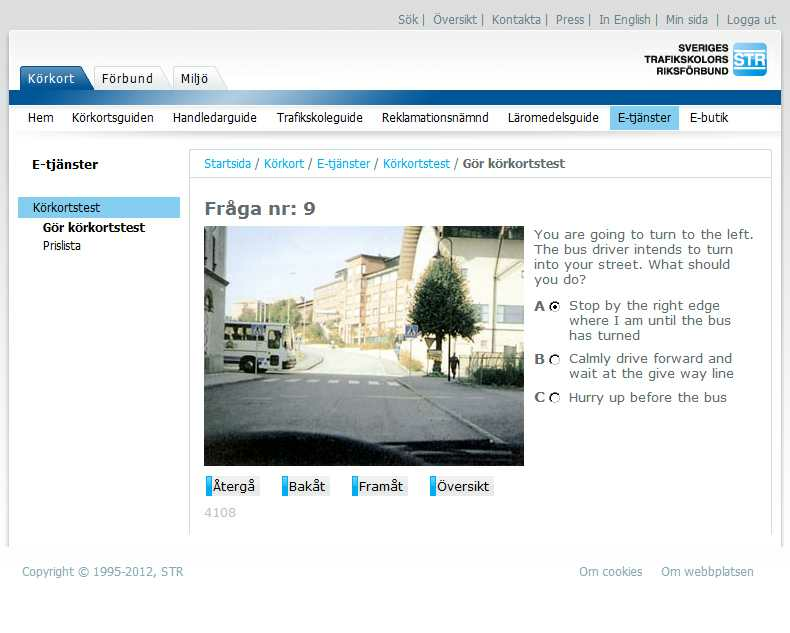 Sök | Översikt | Kontakta | Press | In English | Min sida | Logga ut
SVERIGES
TRAFIKSKOLORS
RIKSFÖRBUND
STR
Körkort Förbund Miljö
Hem Körkortsguiden Handledarguide Trafikskoleguide Reklamationsnämnd Läromedelsguide E-tjänster E-butik
E-tjänster
Körkortstest
Gör körkortstest
Prislista
Startsida / Körkort / E-tjänster / Körkortstest / Gör körkortstest
Fråga nr: 9
You are going to turn to the left.
The bus driver intends to turn
into your street. What should
you do?
A Stop by the right edge
where I am until the bus
has turned
B Calmly drive forward and
wait at the give way line
C Hurry up before the bus
Återgå Bakåt Framåt Översikt
4108
Copyright © 1995-2012, STR
Om cookies Om webbplatsen